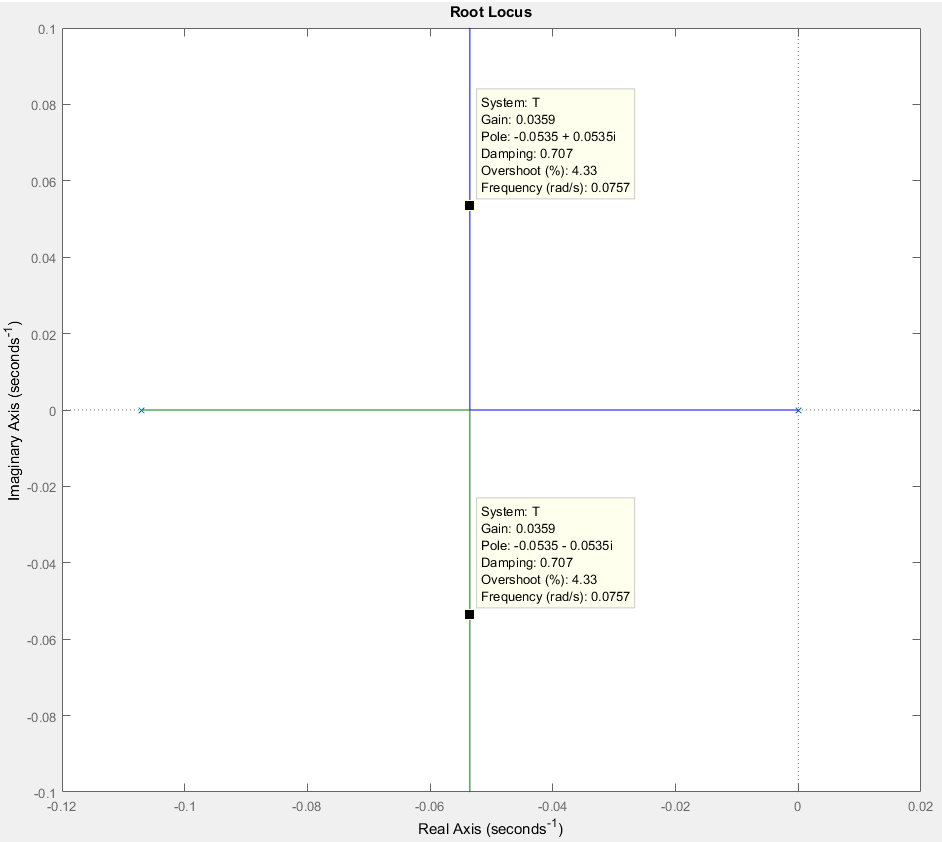 Root Locus
0.1
0.08
0.06
0.04
0.02
0
-0.02
-0.04
-0.06
-0.08
-0.1
Imaginary Axis (seconds-1)
System: T
Gain: 0.0359
Pole: -0.0535 + 0.0535i
Damping: 0.707
Overshoot (%): 4.33
Frequency (rad/s): 0.0757
System: T
Gain: 0.0359
Pole: -0.0535 - 0.0535i
Damping: 0.707
Overshoot (%): 4.33
Frequency (rad/s): 0.0757
-0.12 -0.1 -0.08 -0.06 -0.04 -0.02 0 0.02
Real Axis (seconds-1)